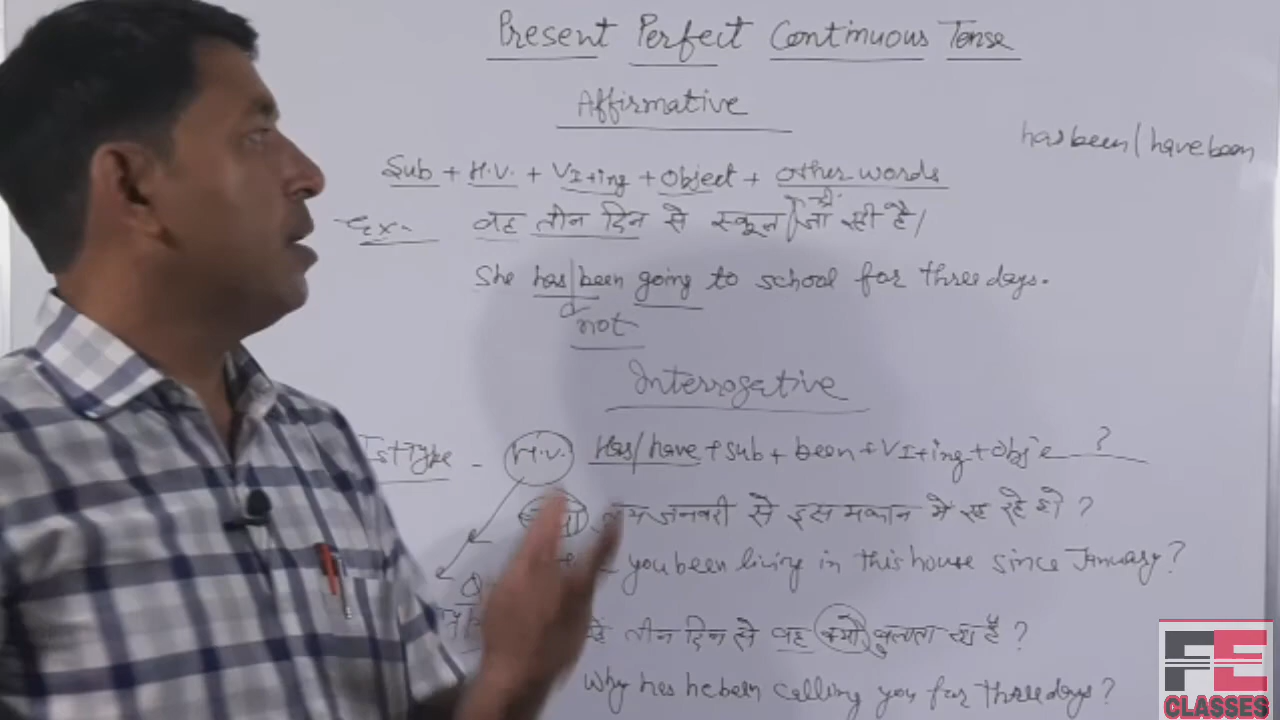 Present Perfect Continuous Tense
Affirmative
has been / have been
Sub + H.V. + VI+ing + Object + other words
Ex- वह तीन दिन से स्कूल जा रही है।
She has been going to school for three days.
not
Interrogative
Ist Type - H.V. Has/have + sub + been + VI+ing + Obje ?
जनवरी से इस मकान में रह रहे हो ?
you been living in this house since January?
तीन दिन से वह क्यों रहा है ?
Why has he been calling you for three days?
FE
CLASSES